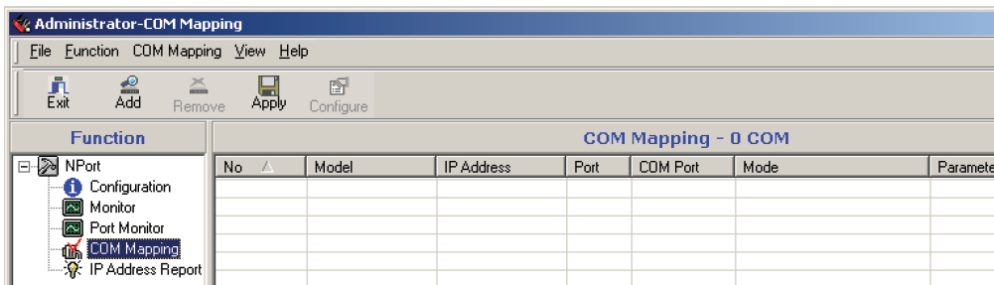 Administrator-COM Mapping
File Function COM Mapping View Help
Exit Add Remove Apply Configure
Function
COM Mapping - 0 COM
No Model IP Address Port COM Port Mode Paramete
NPort
Configuration
Monitor
Port Monitor
COM Mapping
IP Address Report